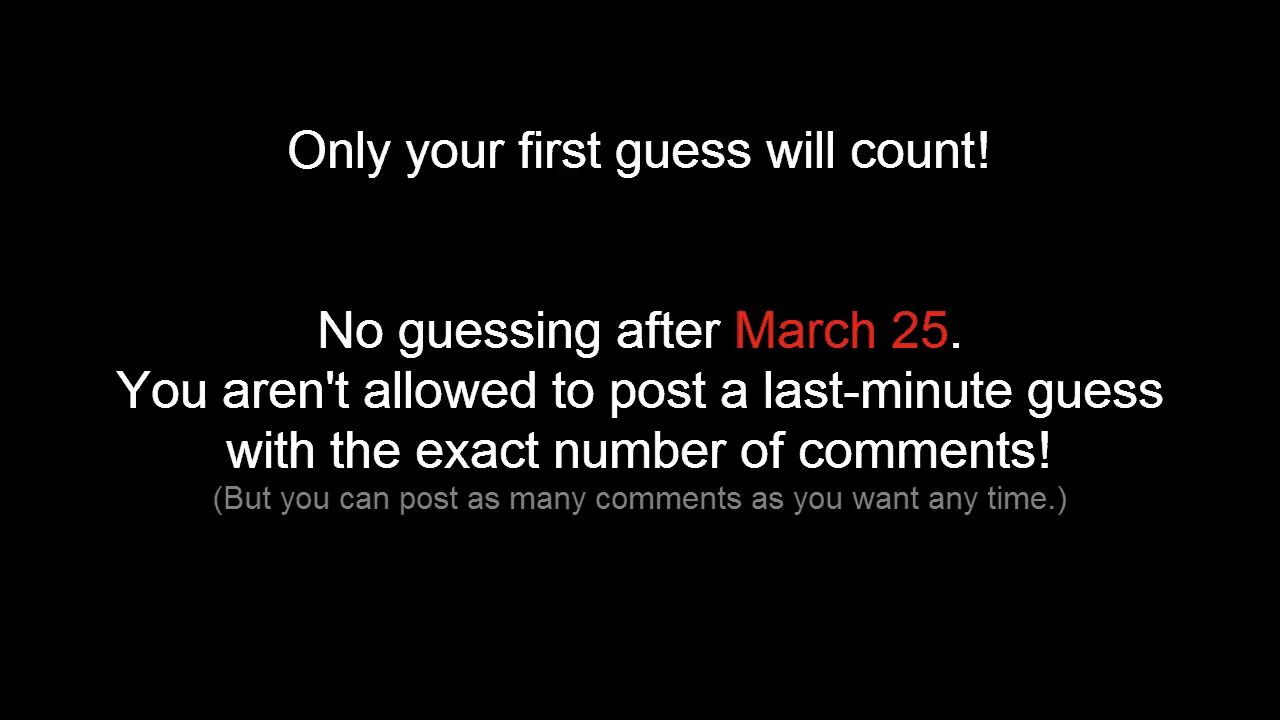 Only your first guess will count!
No guessing after March 25.
You aren't allowed to post a last-minute guess
with the exact number of comments!
(But you can post as many comments as you want any time.)